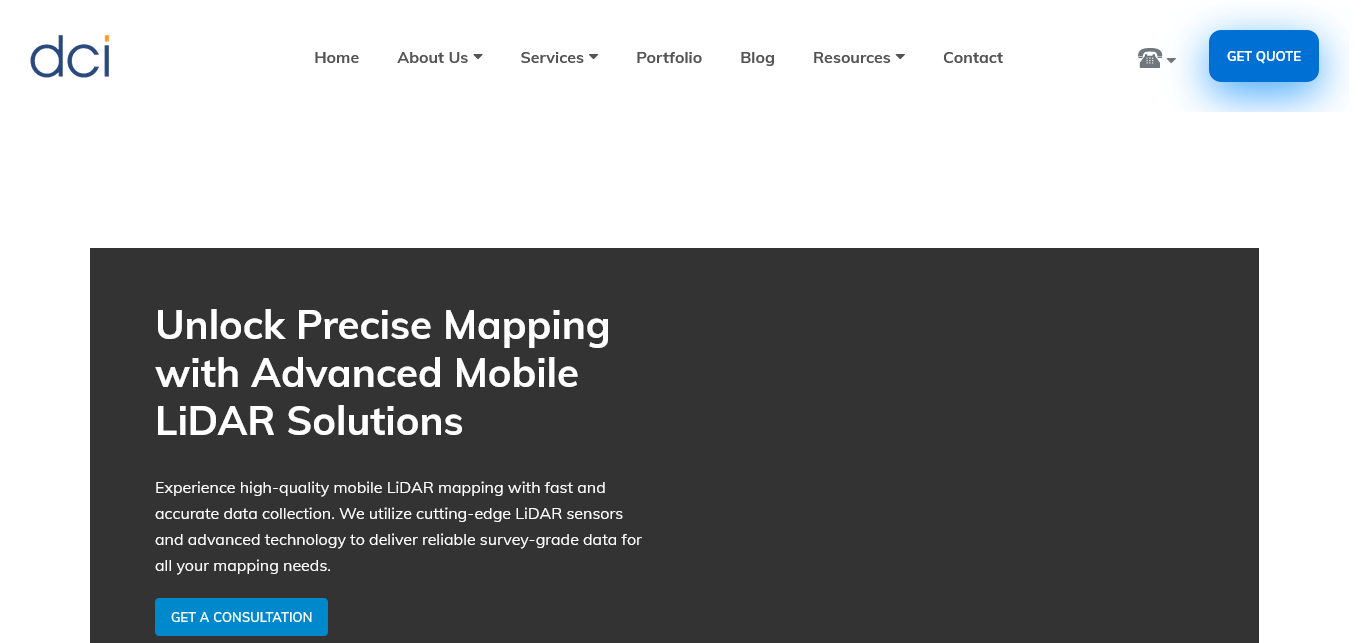 dci
Home About Us Services Portfolio Blog Resources Contact
GET QUOTE
Unlock Precise Mapping
with Advanced Mobile
LiDAR Solutions
Experience high-quality mobile LiDAR mapping with fast and
accurate data collection. We utilize cutting-edge LiDAR sensors
and advanced technology to deliver reliable survey-grade data for
all your mapping needs.
GET A CONSULTATION